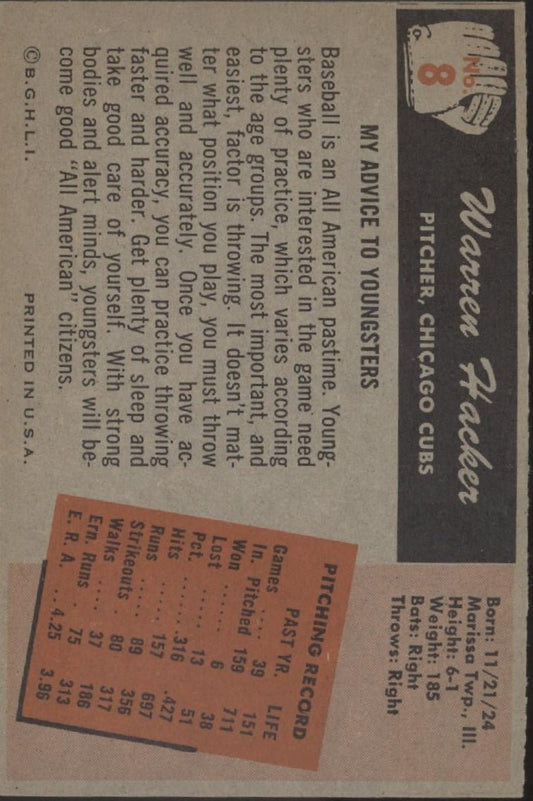 No.
8
Warren Hacker
PITCHER, CHICAGO CUBS
MY ADVICE TO YOUNGSTERS
Baseball is an All American pastime. Young-
sters who are interested in the game need
plenty of practice, which varies according
to the age groups. The most important, and
easiest, factor is throwing. It doesn't mat-
ter what position you play, you must throw
well and accurately. Once you have ac-
quired accuracy, you can practice throwing
faster and harder. Get plenty of sleep and
take good care of yourself. With strong
bodies and alert minds, youngsters will be-
come good "All American" citizens.
©B.G.H.L.I. PRINTED IN U.S.A.
Born: 11/21/24
Marissa Twp., Ill.
Height: 6-1
Weight: 185
Bats: Right
Throws: Right
PITCHING RECORD
PAST YR. LIFE
Games .... 39 151
In. Pitched 159 711
Won ...... 6 38
Lost ...... 13 51
Pct. ...... .316 .427
Hits ...... 157 697
Runs ..... 89 356
Strikeouts . 80 317
Walks .... 37 186
Ern. Runs . 75 313
E. R. A. .. 4.25 3.96